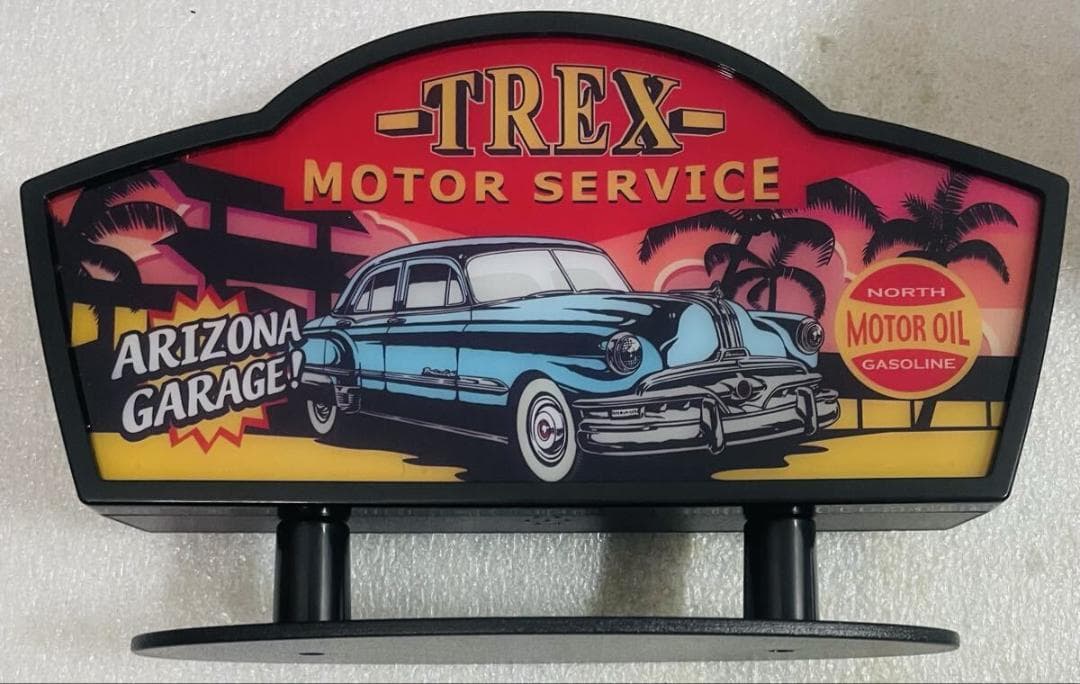 -TREX-
MOTOR SERVICE
ARIZONA
GARAGE!
NORTH
MOTOR OIL
GASOLINE